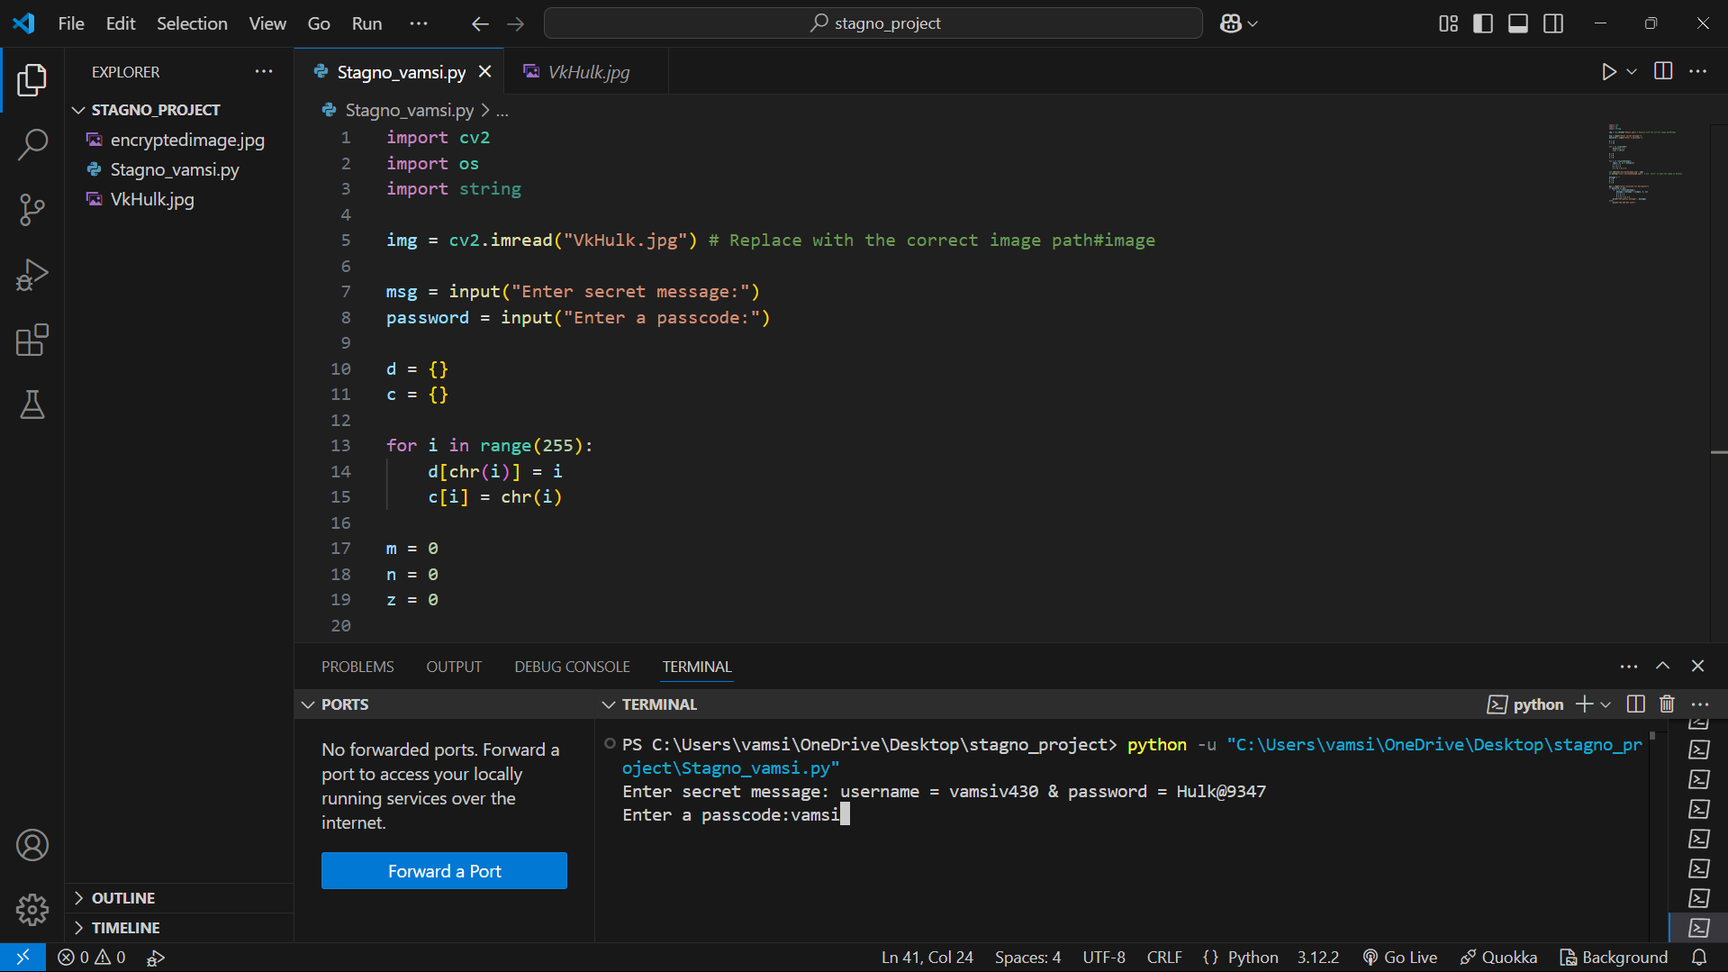 File Edit Selection View Go Run ··· stagno_project
EXPLORER ···
STAGNO_PROJECT
encryptedimage.jpg
Stagno_vamsi.py
VkHulk.jpg
OUTLINE
TIMELINE
Stagno_vamsi.py VkHulk.jpg
Stagno_vamsi.py > ...
1 import cv2
2 import os
3 import string
4
5 img = cv2.imread("VkHulk.jpg") # Replace with the correct image path#image
6
7 msg = input("Enter secret message:")
8 password = input("Enter a passcode:")
9
10 d = {}
11 c = {}
12
13 for i in range(255):
14     d[chr(i)] = i
15     c[i] = chr(i)
16
17 m = 0
18 n = 0
19 z = 0
20
PROBLEMS OUTPUT DEBUG CONSOLE TERMINAL
PORTS
No forwarded ports. Forward a
port to access your locally
running services over the
internet.
Forward a Port
TERMINAL python
PS C:\Users\vamsi\OneDrive\Desktop\stagno_project> python -u "C:\Users\vamsi\OneDrive\Desktop\stagno_pr
oject\Stagno_vamsi.py"
Enter secret message: username = vamsiv430 & password = Hulk@9347
Enter a passcode:vamsi
0 0 Ln 41, Col 24 Spaces: 4 UTF-8 CRLF {} Python 3.12.2 Go Live Quokka Background